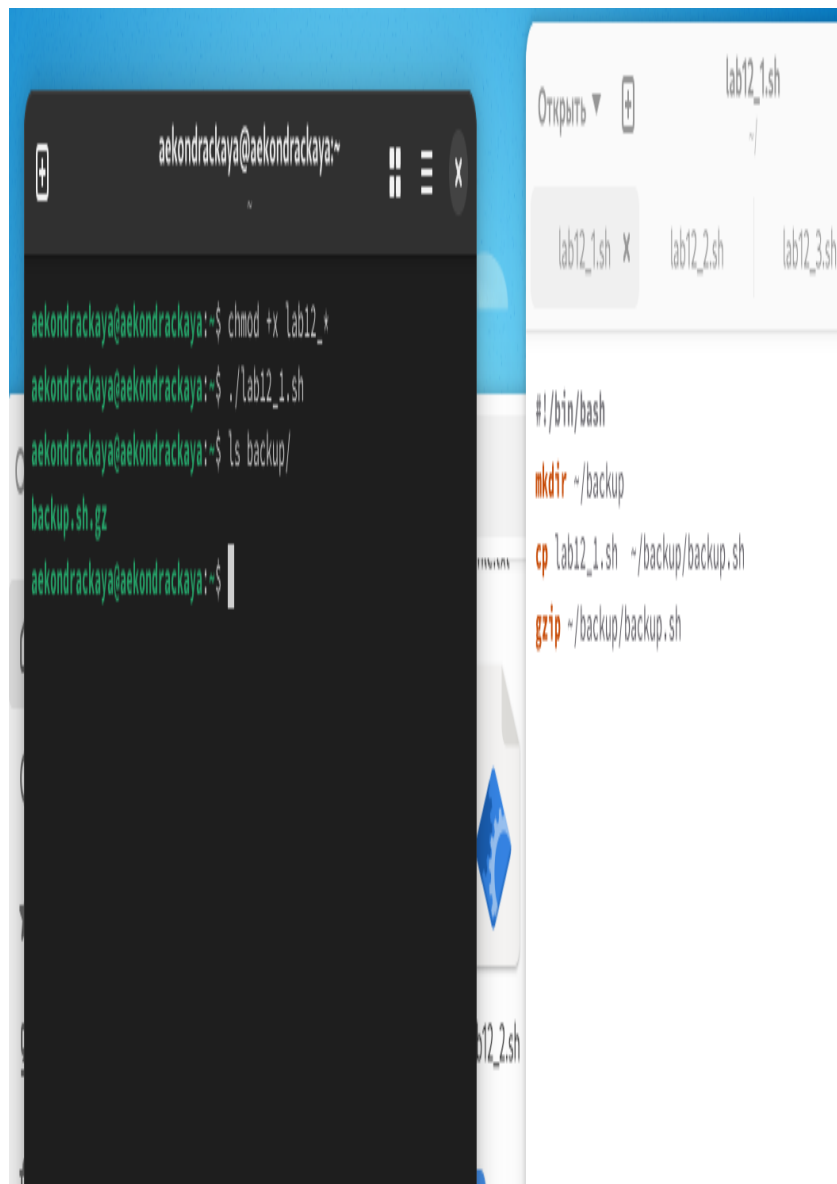 aekondrackaya@aekondrackaya:~
~
aekondrackaya@aekondrackaya:~$ chmod +x lab12_*
aekondrackaya@aekondrackaya:~$ ./lab12_1.sh
aekondrackaya@aekondrackaya:~$ ls backup/
backup.sh.gz
aekondrackaya@aekondrackaya:~$
b12_2.sh
Открыть
lab12_1.sh
~/
lab12_1.sh
lab12_2.sh
lab12_3.sh
#!/bin/bash
mkdir ~/backup
cp lab12_1.sh ~/backup/backup.sh
gzip ~/backup/backup.sh